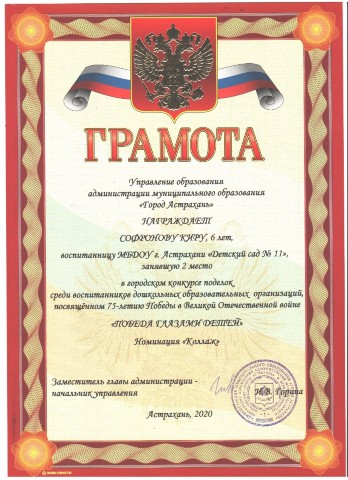 ГРАМОТА
Управление образования
администрации муниципального образования
«Город Астрахань»
НАГРАЖДАЕТ
СОФРОНОВУ КИРУ, 6 лет,
воспитанницу МБДОУ г. Астрахани «Детский сад № 11»,
занявшую 2 место
в городском конкурсе поделок
среди воспитанников дошкольных образовательных организаций,
посвящённом 75-летию Победы в Великой Отечественной войне
«ПОБЕДА ГЛАЗАМИ ДЕТЕЙ»
Номинация «Коллаж»
Заместитель главы администрации -
начальник управления
И.В. Горина
Астрахань, 2020